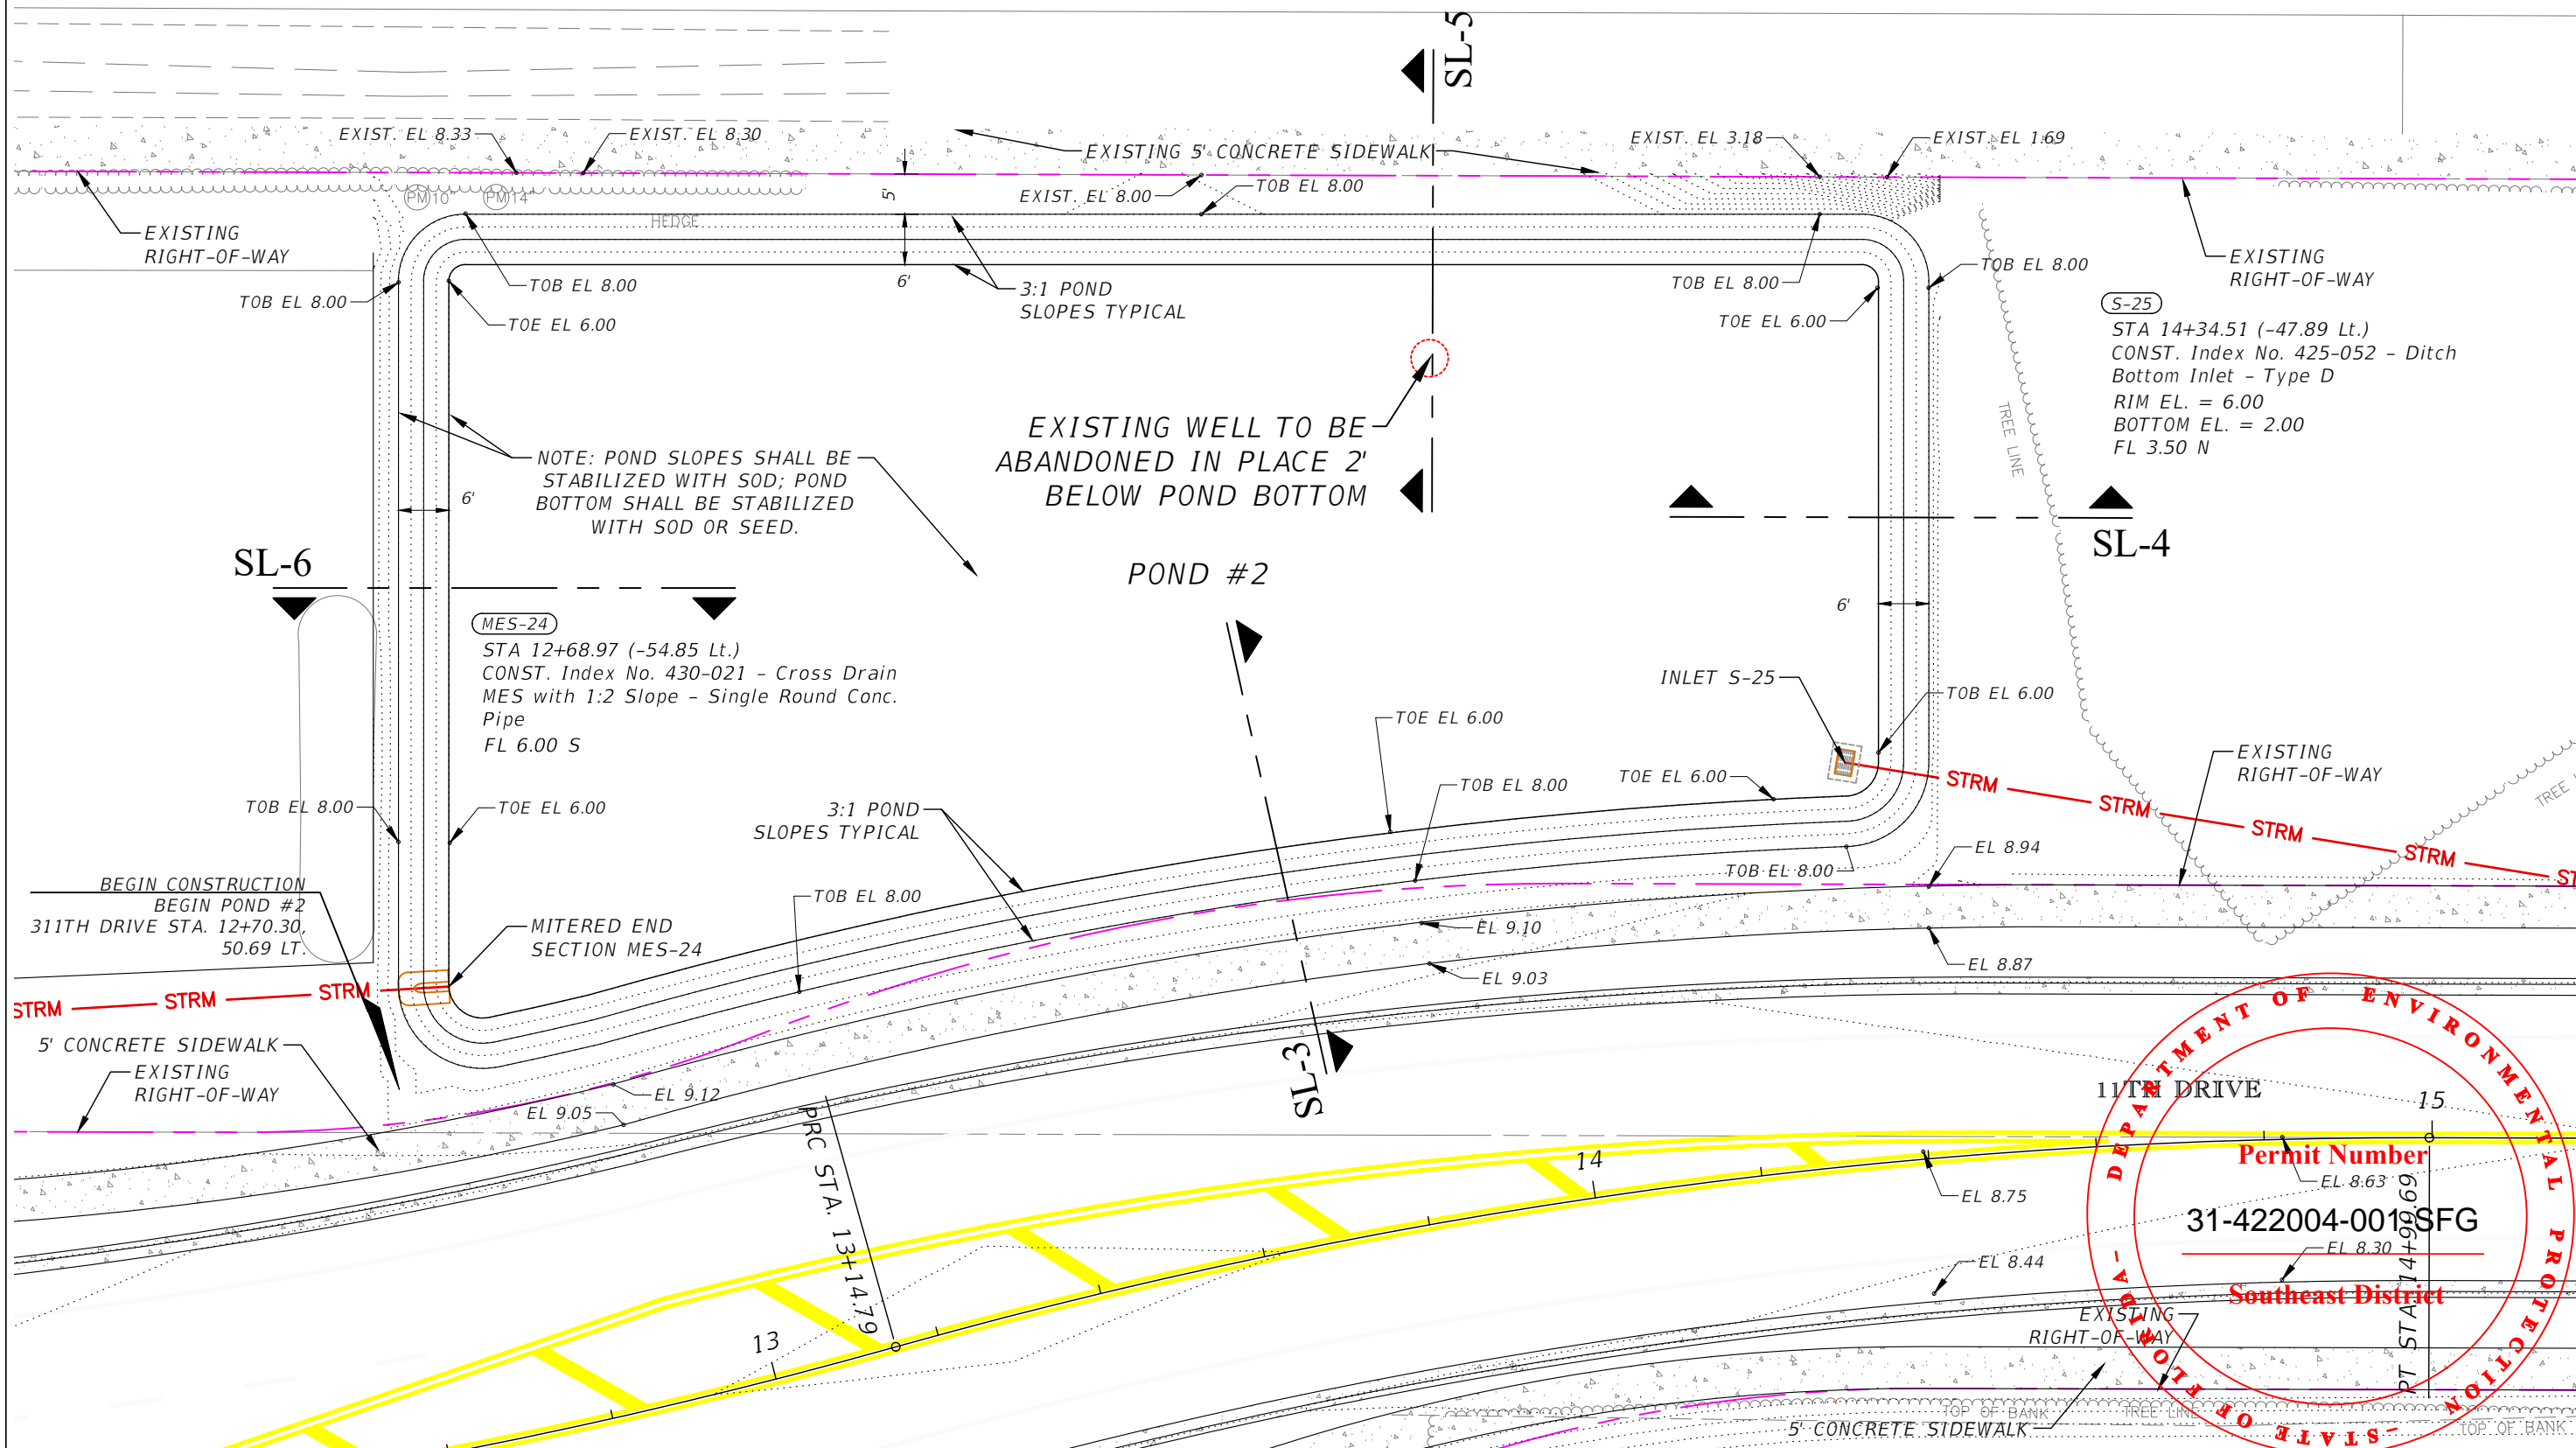 SL-5
EXIST. EL 8.33
EXIST. EL 8.30
EXISTING 5' CONCRETE SIDEWALK
EXIST. EL 3.18
EXIST. EL 1.69
PM 10"
PM 14"
5'
EXIST. EL 8.00
TOB EL 8.00
HEDGE
EXISTING
RIGHT-OF-WAY
EXISTING
RIGHT-OF-WAY
TOB EL 8.00
TOB EL 8.00
TOE EL 6.00
6'
3:1 POND
SLOPES TYPICAL
TOB EL 8.00
TOB EL 8.00
TOE EL 6.00
S-25
STA 14+34.51 (-47.89 Lt.)
CONST. Index No. 425-052 - Ditch
Bottom Inlet - Type D
RIM EL. = 6.00
BOTTOM EL. = 2.00
FL 3.50 N
TREE LINE
EXISTING WELL TO BE
ABANDONED IN PLACE 2'
BELOW POND BOTTOM
NOTE: POND SLOPES SHALL BE
STABILIZED WITH SOD; POND
BOTTOM SHALL BE STABILIZED
WITH SOD OR SEED.
6'
SL-6
SL-4
POND #2
6'
MES-24
STA 12+68.97 (-54.85 Lt.)
CONST. Index No. 430-021 - Cross Drain
MES with 1:2 Slope - Single Round Conc.
Pipe
FL 6.00 S
INLET S-25
TOB EL 6.00
TOE EL 6.00
TOB EL 8.00
TOE EL 6.00
EXISTING
RIGHT-OF-WAY
TREE
STRM STRM STRM STRM ST
TOB EL 8.00
TOE EL 6.00
3:1 POND
SLOPES TYPICAL
TOB EL 8.00
TOB EL 8.00
EL 8.94
BEGIN CONSTRUCTION
BEGIN POND #2
311TH DRIVE STA. 12+70.30,
50.69 LT.
MITERED END
SECTION MES-24
EL 9.10
EL 9.03
EL 8.87
STRM STRM STRM
5' CONCRETE SIDEWALK
EXISTING
RIGHT-OF-WAY
EL 9.12
EL 9.05
SL-3
PRC STA. 13+14.79
11TH DRIVE
13
14
15
EL 8.75
EL 8.63
EL 8.44
EL 8.30
PT STA. 14+99.69
DEPARTMENT OF ENVIRONMENTAL PROTECTION
-STATE OF FLORIDA-
Permit Number
31-422004-001-SFG
Southeast District
EXISTING
RIGHT-OF-WAY
TOP OF BANK
TREE LINE
TOP OF BANK
5' CONCRETE SIDEWALK